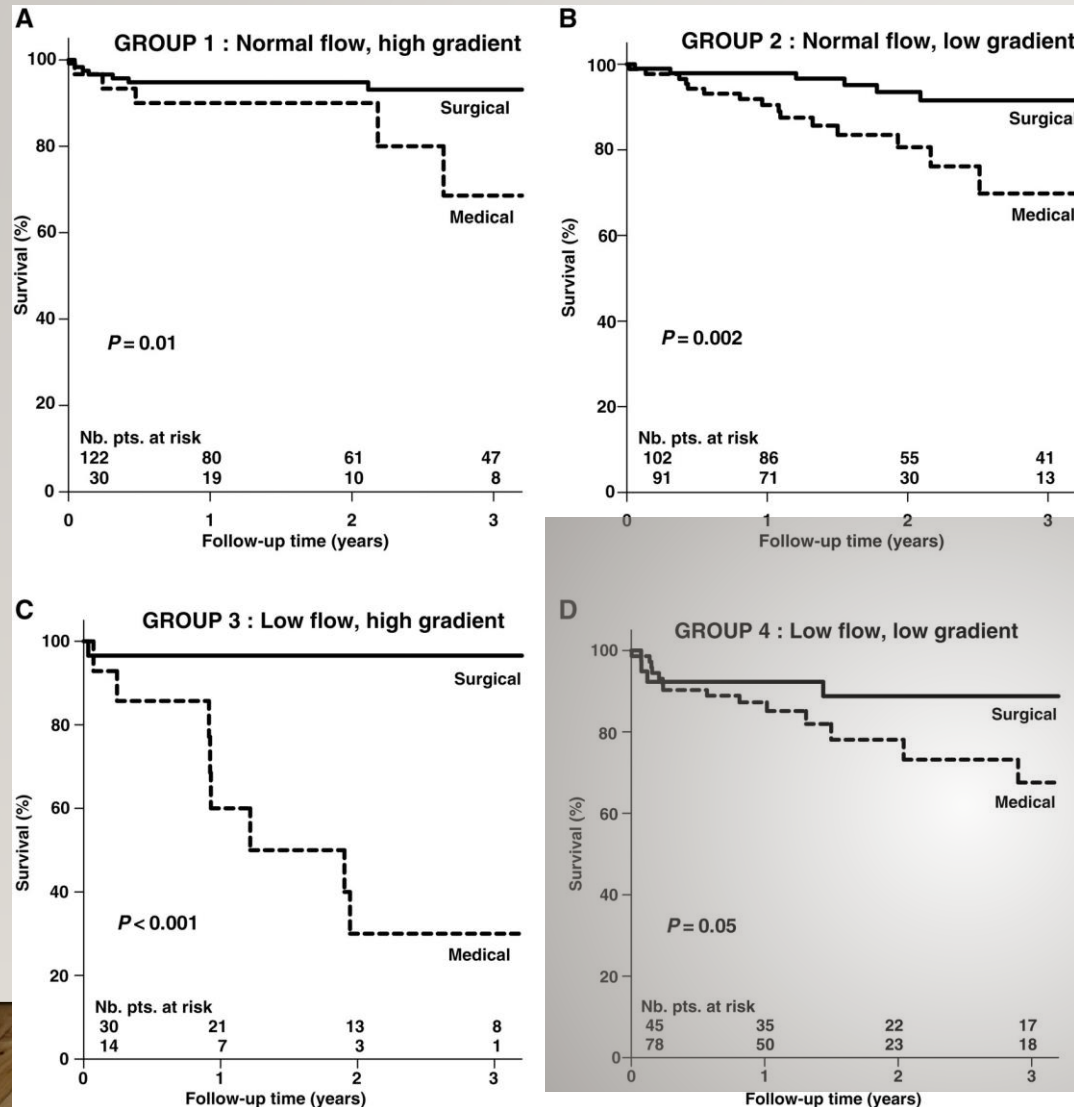 A
GROUP 1 : Normal flow, high gradient
100
80
60
40
20
0
Survival (%)
Surgical
Medical
P = 0.01
Nb. pts. at risk
122 80 61 47
30 19 10 8
0 1 2 3
Follow-up time (years)
B
GROUP 2 : Normal flow, low gradient
100
80
60
40
20
0
Survival (%)
Surgical
Medical
P = 0.002
Nb. pts. at risk
102 86 55 41
91 71 30 13
0 1 2 3
Follow-up time (years)
C
GROUP 3 : Low flow, high gradient
100
80
60
40
20
0
Survival (%)
Surgical
Medical
P < 0.001
Nb. pts. at risk
30 21 13 8
14 7 3 1
0 1 2 3
Follow-up time (years)
D
GROUP 4 : Low flow, low gradient
100
80
60
40
20
0
Survival (%)
Surgical
Medical
P = 0.05
Nb. pts. at risk
45 35 22 17
78 50 23 18
0 1 2 3
Follow-up time (years)